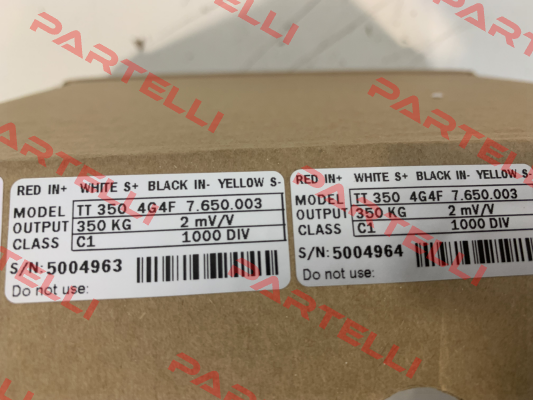 PARTELLI
PARTELLI
PARTELLI
PARTELLI
RED IN+ WHITE S+ BLACK IN- YELLOW S-
MODEL TT 350 4G4F 7.650.003
OUTPUT 350 KG 2 mV/V
CLASS C1 1000 DIV
S/N: 5004963
Do not use:
RED IN+ WHITE S+ BLACK IN- YELLOW S-
MODEL TT 350 4G4F 7.650.003
OUTPUT 350 KG 2 mV/V
CLASS C1 1000 DIV
S/N: 5004964
Do not use:
PARTELLI
PARTELLI